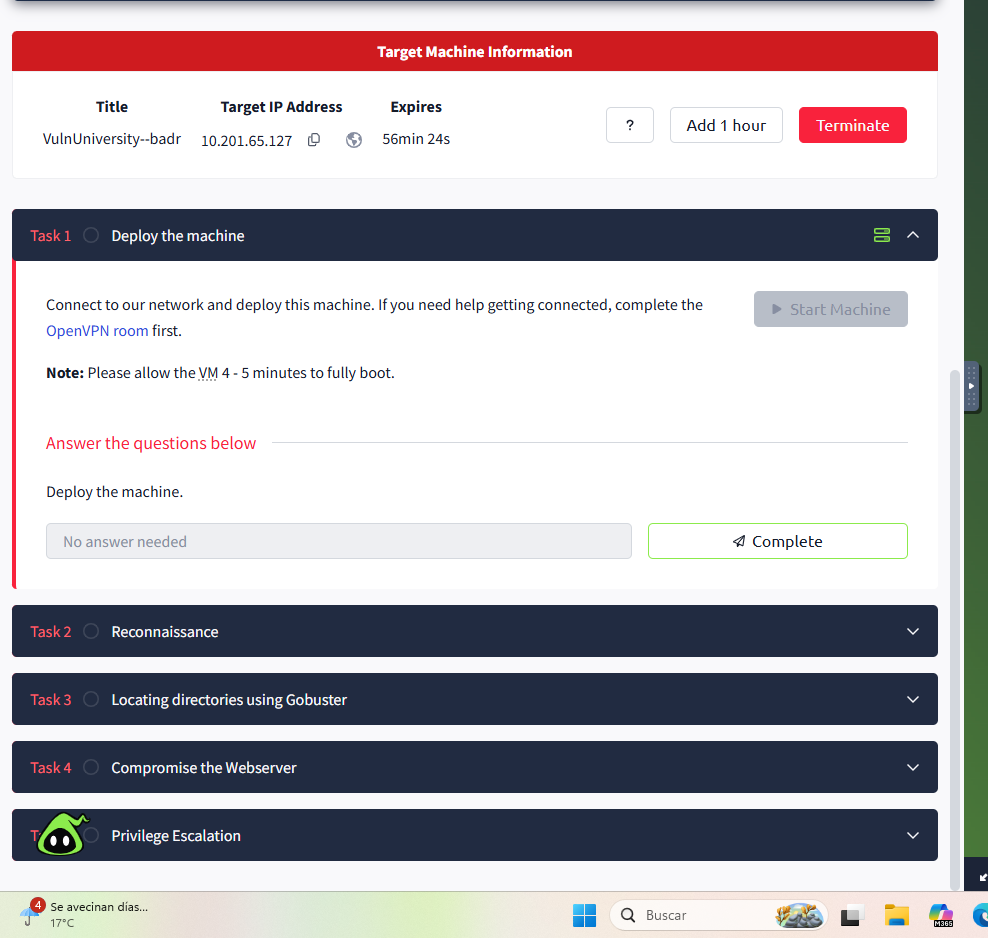 Target Machine Information
Title Target IP Address Expires
VulnUniversity--badr 10.201.65.127 56min 24s ? Add 1 hour Terminate
Task 1 Deploy the machine
Connect to our network and deploy this machine. If you need help getting connected, complete the
OpenVPN room first.
Start Machine
Note: Please allow the VM 4 - 5 minutes to fully boot.
Answer the questions below
Deploy the machine.
No answer needed Complete
Task 2 Reconnaissance
Task 3 Locating directories using Gobuster
Task 4 Compromise the Webserver
Privilege Escalation
4 Se avecinan días...
17°C
Buscar
M365